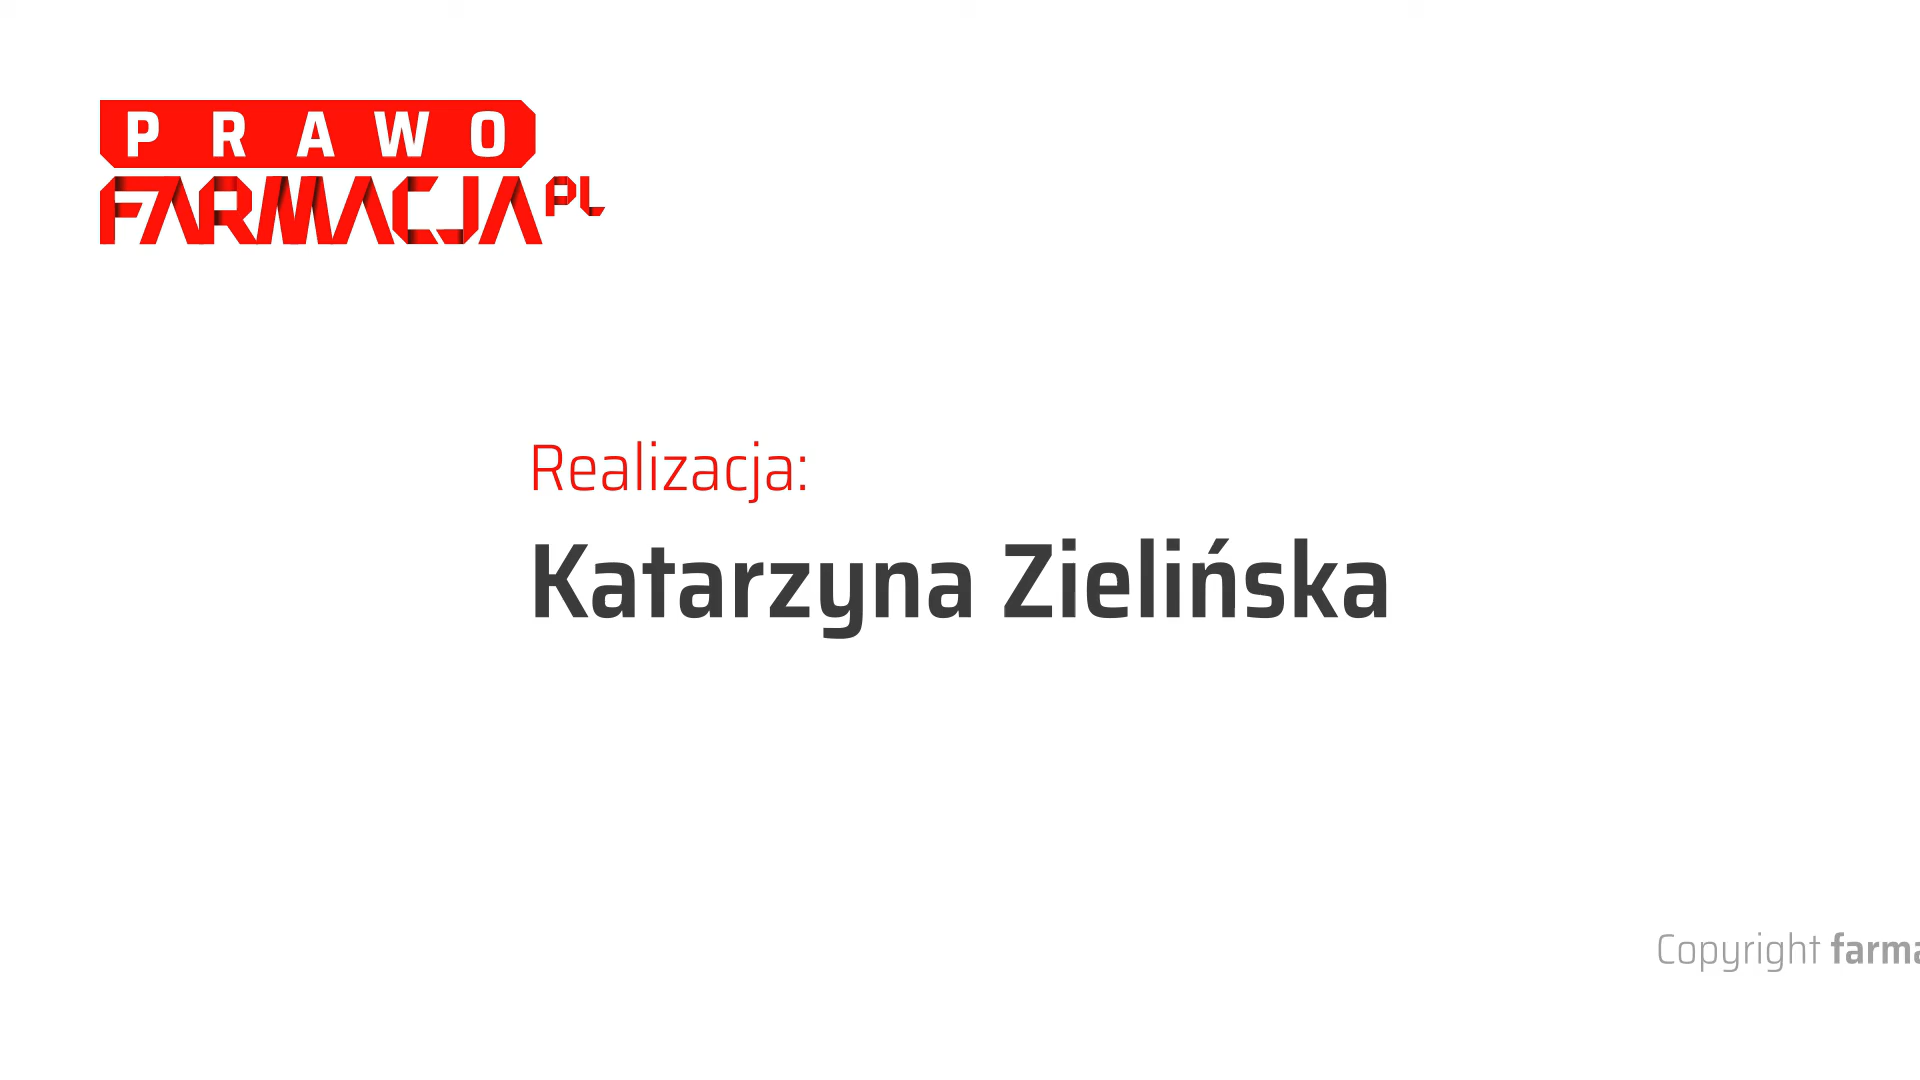 PRAWO
FARMACJA PL
Realizacja:
Katarzyna Zielińska
Copyright